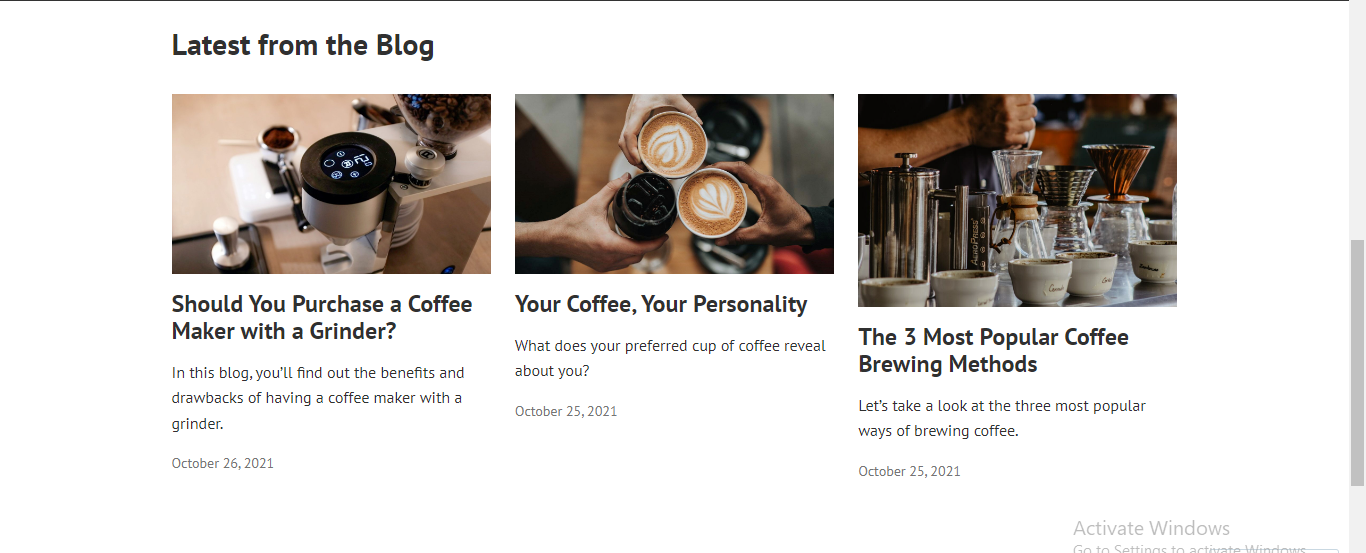 Latest from the Blog
AEROPRESS
Should You Purchase a Coffee
Maker with a Grinder?
In this blog, you’ll find out the benefits and
drawbacks of having a coffee maker with a
grinder.
October 26, 2021
Your Coffee, Your Personality
What does your preferred cup of coffee reveal
about you?
October 25, 2021
The 3 Most Popular Coffee
Brewing Methods
Let’s take a look at the three most popular
ways of brewing coffee.
October 25, 2021
Activate Windows
Go to Settings to activate Windows.